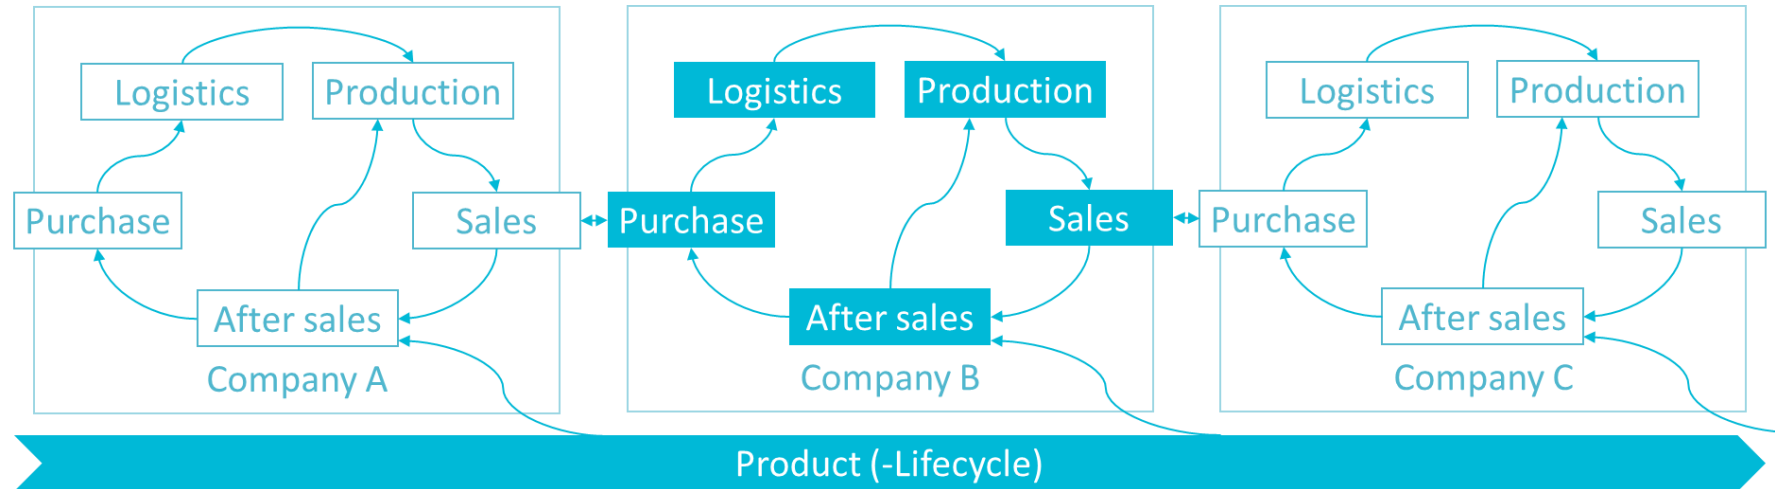 Logistics
Production
Purchase
Sales
After sales
Company A
Logistics
Production
Purchase
Sales
After sales
Company B
Logistics
Production
Purchase
Sales
After sales
Company C
Product (-Lifecycle)